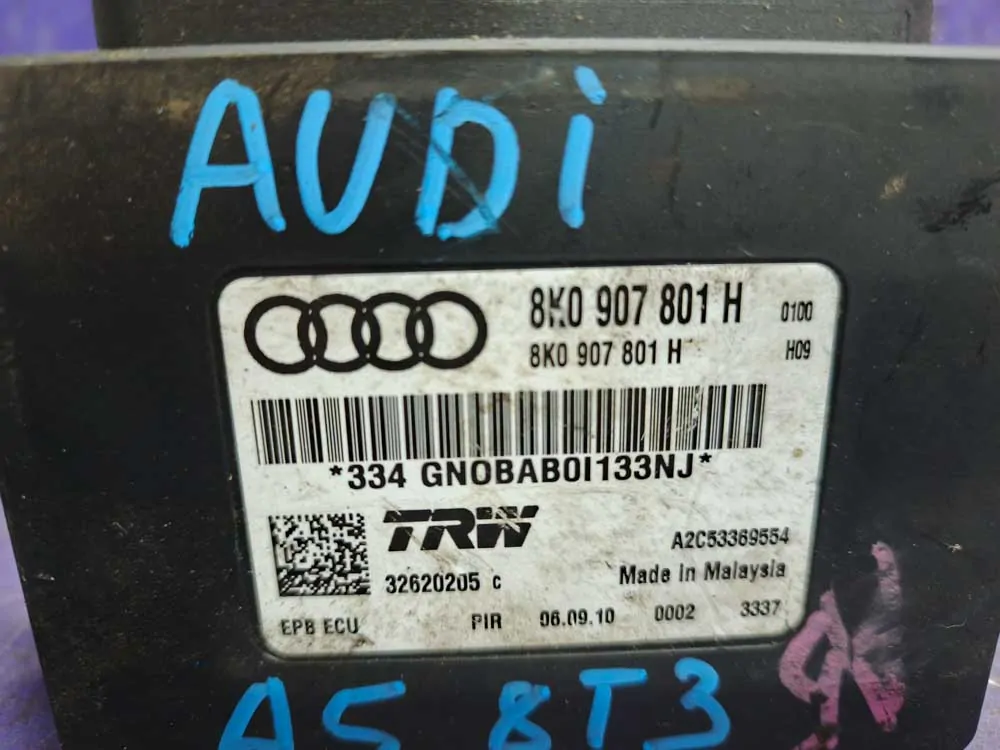 AUDi
8K0 907 801 H 0100
8K0 907 801 H H09
*334 GN0BAB0I133NJ*
TRW
A2C53369554
32620205 C
Made in Malaysia
EPB ECU PIR 06.09.10 0002 3337
A5 8T3